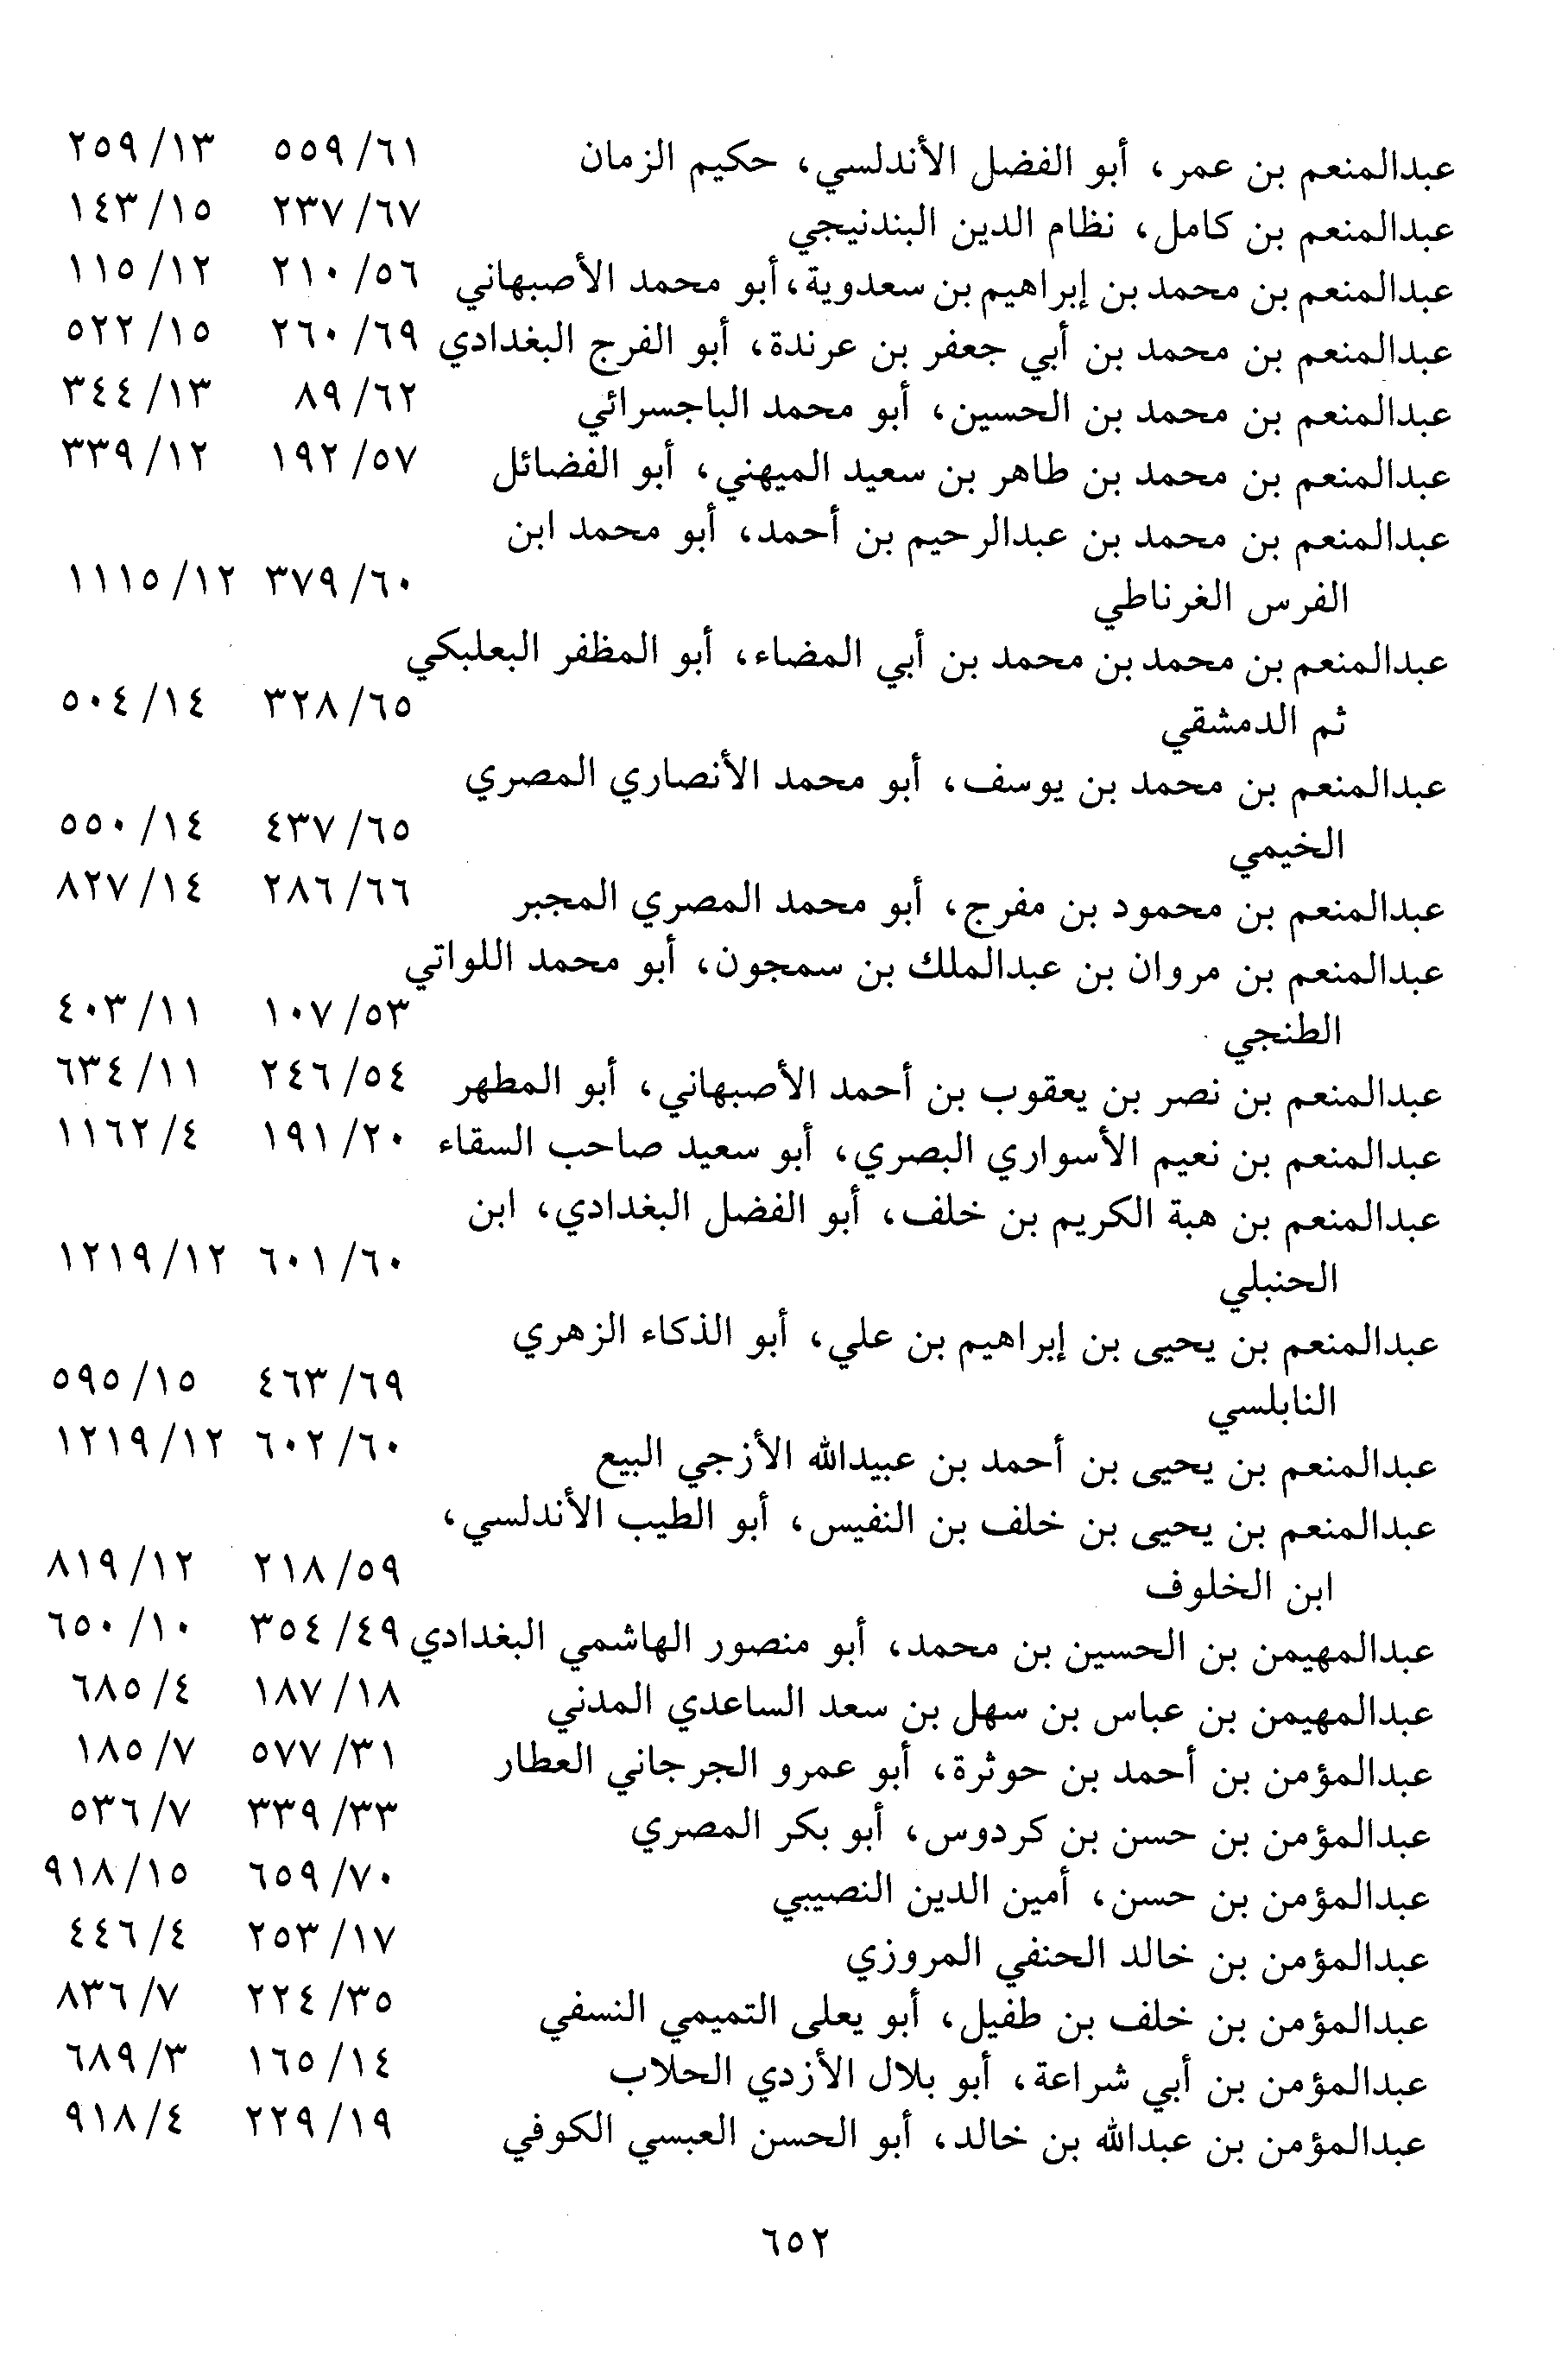 عبدالمنعم بن عمر، أبو الفضل الأندلسي، حكيم الزمان ٦١/ ٥٥٩ ١٣/ ٢٥٩
عبدالمنعم بن كامل، نظام الدين البندنيجي ٦٧/ ٢٣٧ ١٥/ ١٤٣
عبدالمنعم بن محمد بن إبراهيم بن سعدوية، أبو محمد الأصبهاني ٥٦/ ٢١٠ ١٢/ ١١٥
عبدالمنعم بن محمد بن أبي جعفر بن عرندة، أبو الفرج البغدادي ٦٩/ ٢٦٠ ١٥/ ٥٢٢
عبدالمنعم بن محمد بن الحسين، أبو محمد الباجسرائي ٦٢/ ٨٩ ١٣/ ٣٤٤
عبدالمنعم بن محمد بن طاهر بن سعيد الميهني، أبو الفضائل ٥٧/ ١٩٢ ١٢/ ٣٣٩
عبدالمنعم بن محمد بن عبدالرحيم بن أحمد، أبو محمد ابن
الفرس الغرناطي ٦٠/ ٣٧٩ ١٢/ ١١١٥
عبدالمنعم بن محمد بن محمد بن أبي المضاء، أبو المظفر البعلبكي
ثم الدمشقي ٦٥/ ٣٢٨ ١٤/ ٥٠٤
عبدالمنعم بن محمد بن يوسف، أبو محمد الأنصاري المصري
الخيمي ٦٥/ ٤٣٧ ١٤/ ٥٥٠
عبدالمنعم بن محمود بن مفرج، أبو محمد المصري المجبر ٦٦/ ٢٨٦ ١٤/ ٨٢٧
عبدالمنعم بن مروان بن عبدالملك بن سمجون، أبو محمد اللواتي
الطنجي ٥٣/ ١٠٧ ١١/ ٤٠٣
عبدالمنعم بن نصر بن يعقوب بن أحمد الأصبهاني، أبو المطهر ٥٤/ ٢٤٦ ١١/ ٦٣٤
عبدالمنعم بن نعيم الأسواري البصري، أبو سعيد صاحب السقاء ٢٠/ ١٩١ ٤/ ١١٦٢
عبدالمنعم بن هبة الكريم بن خلف، أبو الفضل البغدادي، ابن
الحنبلي ٦٠/ ٦٠١ ١٢/ ١٢١٩
عبدالمنعم بن يحيى بن إبراهيم بن علي، أبو الذكاء الزهري
النابلسي ٦٩/ ٤٦٣ ١٥/ ٥٩٥
عبدالمنعم بن يحيى بن أحمد بن عبيدالله الأزجي البيع ٦٠/ ٦٠٢ ١٢/ ١٢١٩
عبدالمنعم بن يحيى بن خلف بن النفيس، أبو الطيب الأندلسي،
ابن الخلوف ٥٩/ ٢١٨ ١٢/ ٨١٩
عبدالمهيمن بن الحسين بن محمد، أبو منصور الهاشمي البغدادي ٤٩/ ٣٥٤ ١٠/ ٦٥٠
عبدالمهيمن بن عباس بن سهل بن سعد الساعدي المدني ١٨/ ١٨٧ ٤/ ٦٨٥
عبدالمؤمن بن أحمد بن حوثرة، أبو عمرو الجرجاني العطار ٣١/ ٥٧٧ ٧/ ١٨٥
عبدالمؤمن بن حسن بن كردوس، أبو بكر المصري ٣٣/ ٣٣٩ ٧/ ٥٣٦
عبدالمؤمن بن حسن، أمين الدين النصيبي ٧٠/ ٦٥٩ ١٥/ ٩١٨
عبدالمؤمن بن خالد الحنفي المروزي ١٧/ ٢٥٣ ٤/ ٤٤٦
عبدالمؤمن بن خلف بن طفيل، أبو يعلى التميمي النسفي ٣٥/ ٢٢٤ ٧/ ٨٣٦
عبدالمؤمن بن أبي شراعة، أبو بلال الأزدي الحلاب ١٤/ ١٦٥ ٣/ ٦٨٩
عبدالمؤمن بن عبدالله بن خالد، أبو الحسن العبسي الكوفي ١٩/ ٢٢٩ ٤/ ٩١٨
٦٥٢